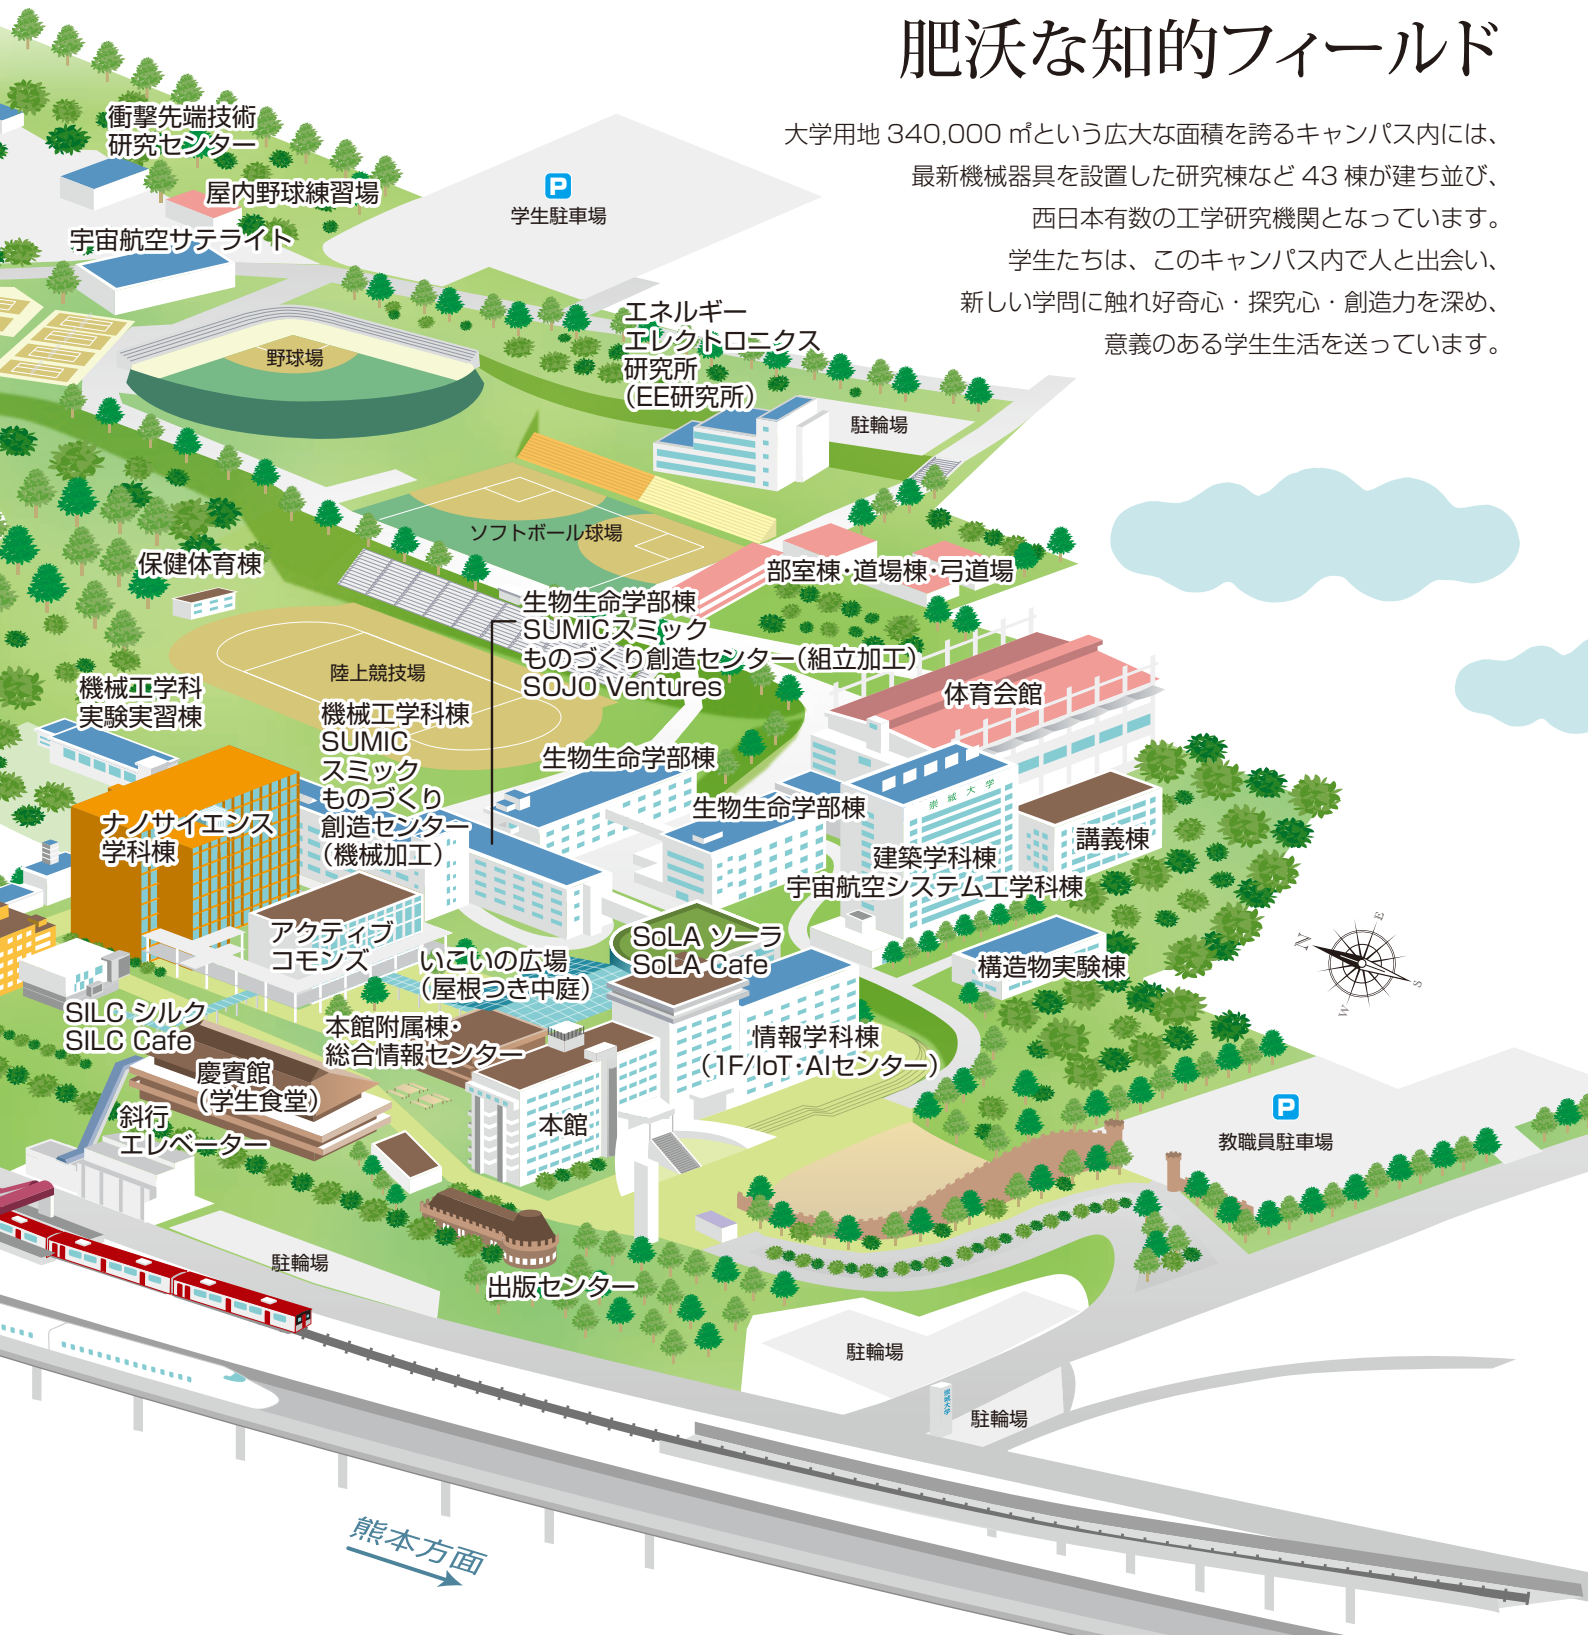 肥沃な知的フィールド
大学用地 340,000 ㎡という広大な面積を誇るキャンパス内には、
最新機械器具を設置した研究棟など 43 棟が建ち並び、
西日本有数の工学研究機関となっています。
学生たちは、このキャンパス内で人と出会い、
新しい学問に触れ好奇心・探究心・創造力を深め、
意義のある学生生活を送っています。
衝撃先端技術
研究センター
屋内野球練習場
宇宙航空サテライト
P
学生駐車場
野球場
エネルギー
エレクトロニクス
研究所
（EE研究所）
駐輪場
ソフトボール球場
保健体育棟
部室棟・道場棟・弓道場
生物生命学部棟
SUMICスミック
ものづくり創造センター（組立加工）
SOJO Ventures
陸上競技場
体育会館
機械工学科
実験実習棟
機械工学科棟
SUMIC
スミック
ものづくり
創造センター
（機械加工）
生物生命学部棟
生物生命学部棟
崇城大学
講義棟
ナノサイエンス
学科棟
建築学科棟
宇宙航空システム工学科棟
アクティブ
コモンズ
いこいの広場
（屋根つき中庭）
SoLA ソーラ
SoLA Cafe
構造物実験棟
N
E
S
W
SILC シルク
SILC Cafe
本館附属棟・
総合情報センター
情報学科棟
（1F/IoT・AIセンター）
慶賓館
（学生食堂）
斜行
エレベーター
本館
P
教職員駐車場
駐輪場
出版センター
駐輪場
崇城大学
駐輪場
熊本方面